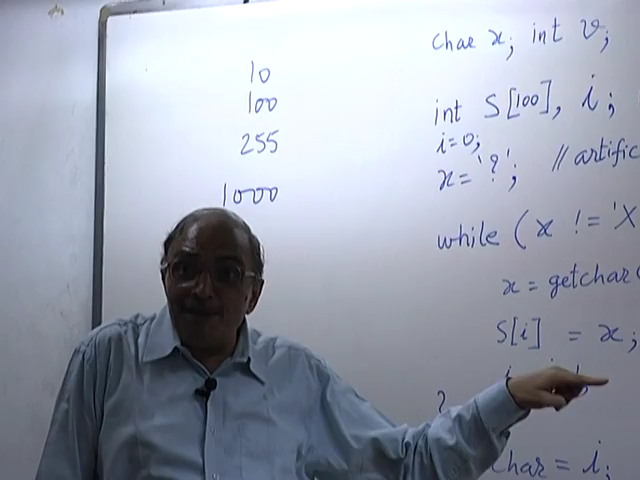 10
100
255
1000
char x; int v;
int S[100], i;
i=0;
x='?'; // artific
while ( x != 'X
x = getchar(
S[i] = x;
char = i;